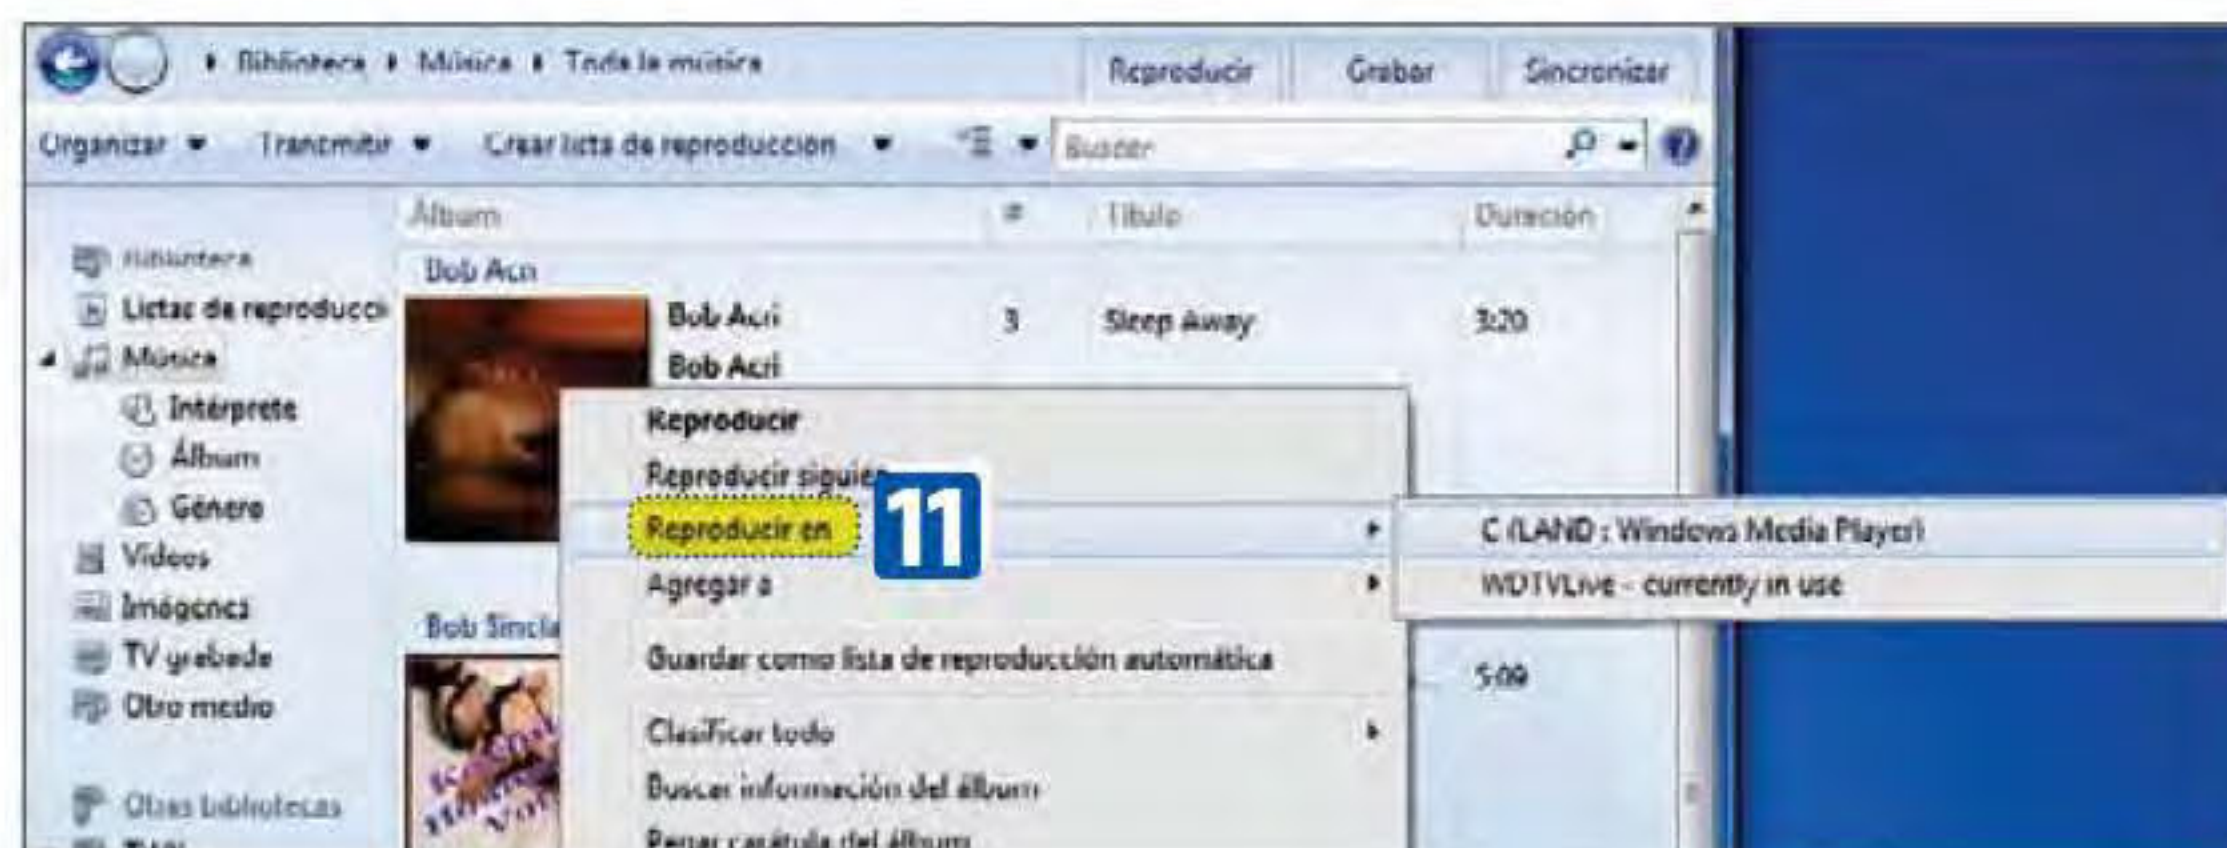 Biblioteca Música Toda la música Reproducir Grabar Sincronizar
Organizar Transmitir Crear lista de reproducción Buscar
Álbum # Título Duración
Biblioteca
Bob Acri
Listas de reproducci
Bob Acri 3 Sleep Away 3:20
Música
Bob Acri
Intérprete
Álbum
Género
Vídeos
Imágenes
TV grabada
Otro medio
Otras bibliotecas
Reproducir
Reproducir siguie
Reproducir en 11
C (LAND : Windows Media Player)
WDTVLive - currently in use
Agregar a
Bob Sincla
Guardar como lista de reproducción automática
5:09
Clasificar todo
Buscar información del álbum
Pegar carátula del álbum